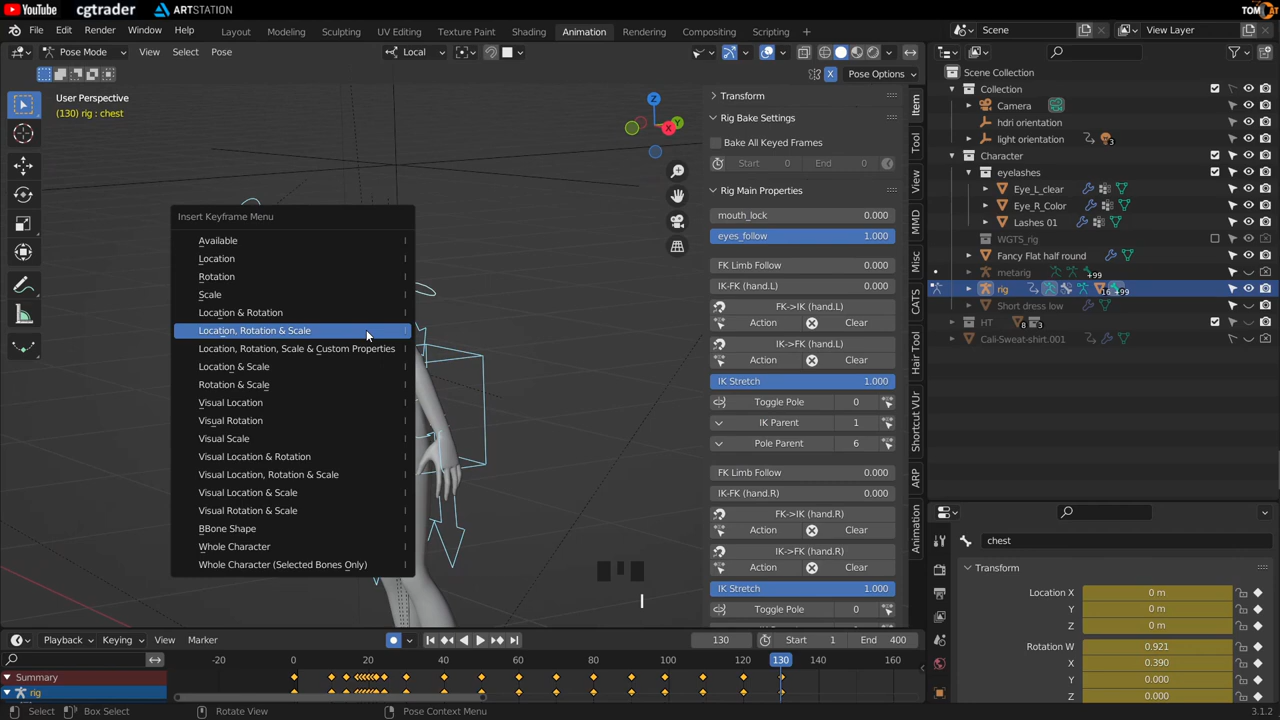 YouTube cgtrader ARTSTATION TOMCAT
File Edit Render Window Help Layout Modeling Sculpting UV Editing Texture Paint Shading Animation Rendering Compositing Scripting Scene View Layer
Pose Mode View Select Pose Local
Pose Options
X
User Perspective
(130) rig : chest
Z
Y
X
Insert Keyframe Menu
Available I
Location I
Rotation I
Scale I
Location & Rotation I
Location, Rotation & Scale I
Location, Rotation, Scale & Custom Properties I
Location & Scale I
Rotation & Scale I
Visual Location I
Visual Rotation I
Visual Scale I
Visual Location & Rotation I
Visual Location, Rotation & Scale I
Visual Location & Scale I
Visual Rotation & Scale I
BBone Shape I
Whole Character I
Whole Character (Selected Bones Only) I
I
Transform
Rig Bake Settings
Bake All Keyed Frames
Start 0 End 0
Rig Main Properties
mouth_lock 0.000
eyes_follow 1.000
FK Limb Follow 0.000
IK-FK (hand.L) 0.000
FK->IK (hand.L)
Action Clear
IK->FK (hand.L)
Action Clear
IK Stretch 1.000
Toggle Pole 0
IK Parent 1
Pole Parent 6
FK Limb Follow 0.000
IK-FK (hand.R) 0.000
FK->IK (hand.R)
Action Clear
IK->FK (hand.R)
Action Clear
IK Stretch 1.000
Toggle Pole 0
Item
Tool
View
MMD
Misc
CATS
Hair Tool
Shortcut VUr
ARP
Animation
Scene Collection
Collection
Camera
hdri orientation
light orientation 3
Character
eyelashes
Eye_L_clear
Eye_R_Color
Lashes 01
WGTS_rig
Fancy Flat half round
metarig +99
rig 16 +99
Short dress low
HT 8 3
Cali-Sweat-shirt.001
chest
Transform
Location X 0 m
Y 0 m
Z 0 m
Rotation W 0.921
X 0.390
Y 0.000
Z 0.000
Playback Keying View Marker 130 Start 1 End 400
-20 0 20 40 60 80 100 120 130 140 160
Summary
rig
Select Box Select Rotate View Pose Context Menu 3.1.2